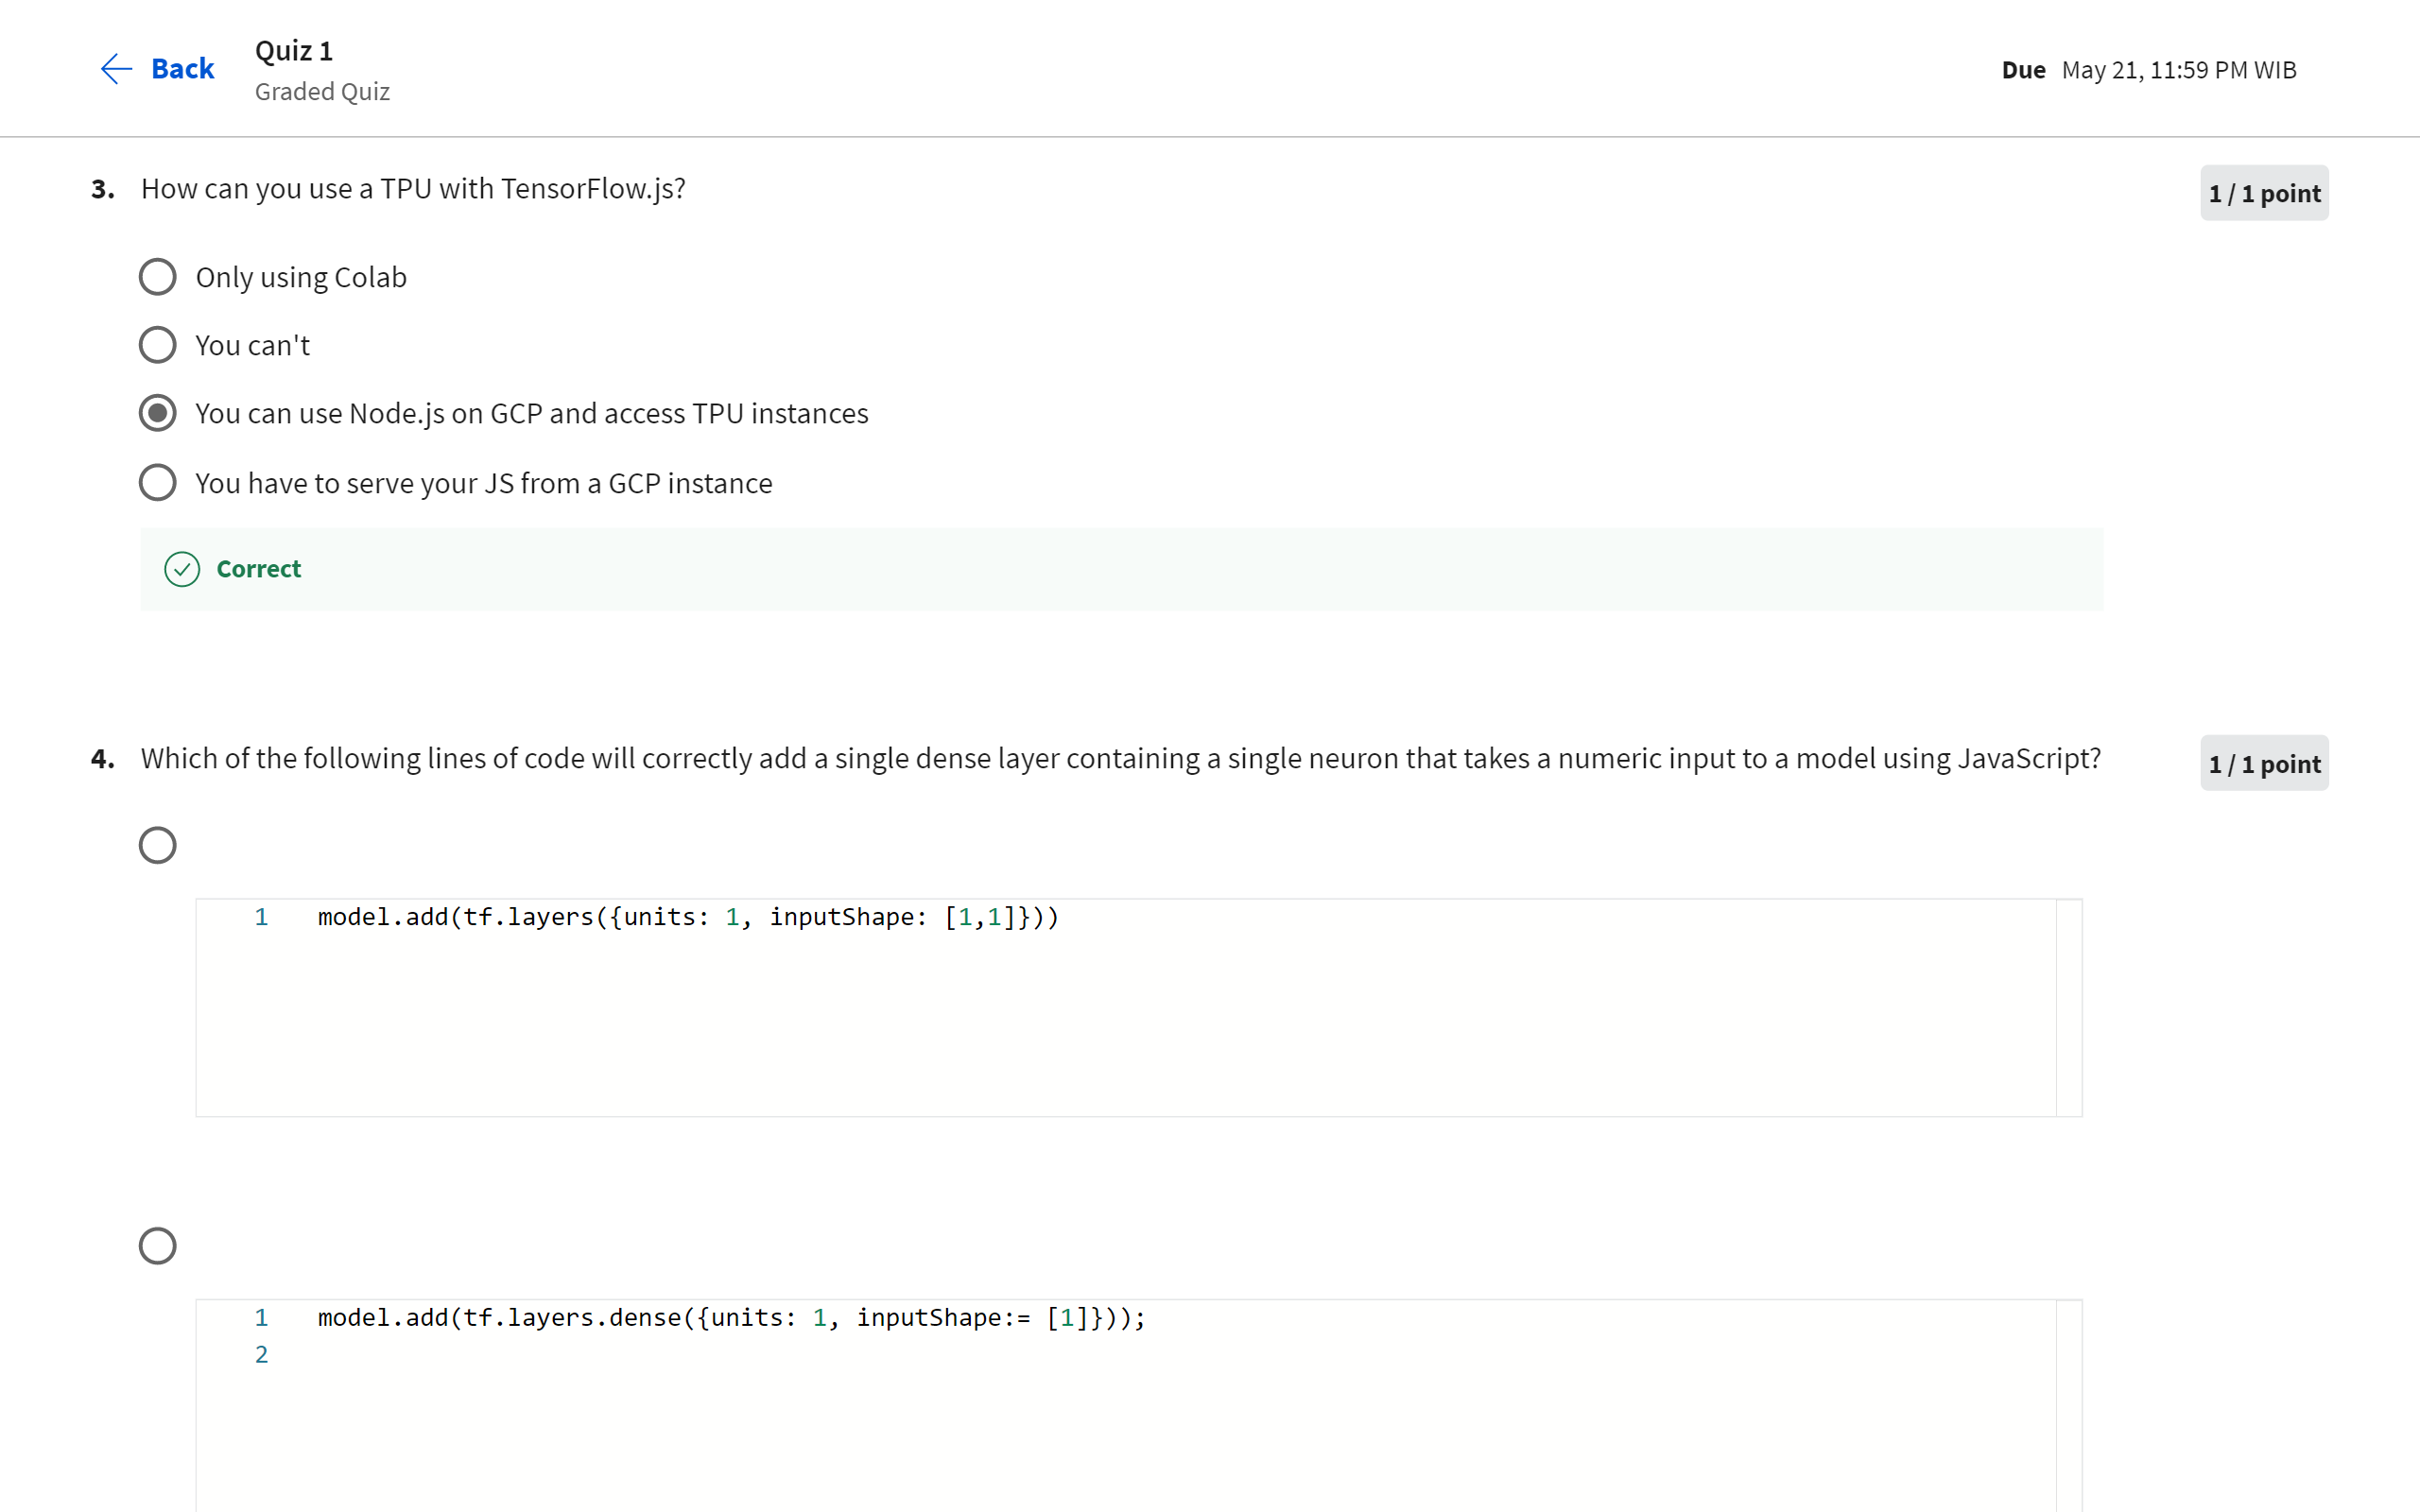 Back
Quiz 1
Graded Quiz
Due May 21, 11:59 PM WIB
3. How can you use a TPU with TensorFlow.js?
1 / 1 point
Only using Colab
You can't
You can use Node.js on GCP and access TPU instances
You have to serve your JS from a GCP instance
Correct
4. Which of the following lines of code will correctly add a single dense layer containing a single neuron that takes a numeric input to a model using JavaScript?
1 / 1 point
1 model.add(tf.layers({units: 1, inputShape: [1,1]}))
1 model.add(tf.layers.dense({units: 1, inputShape:= [1]}));
2